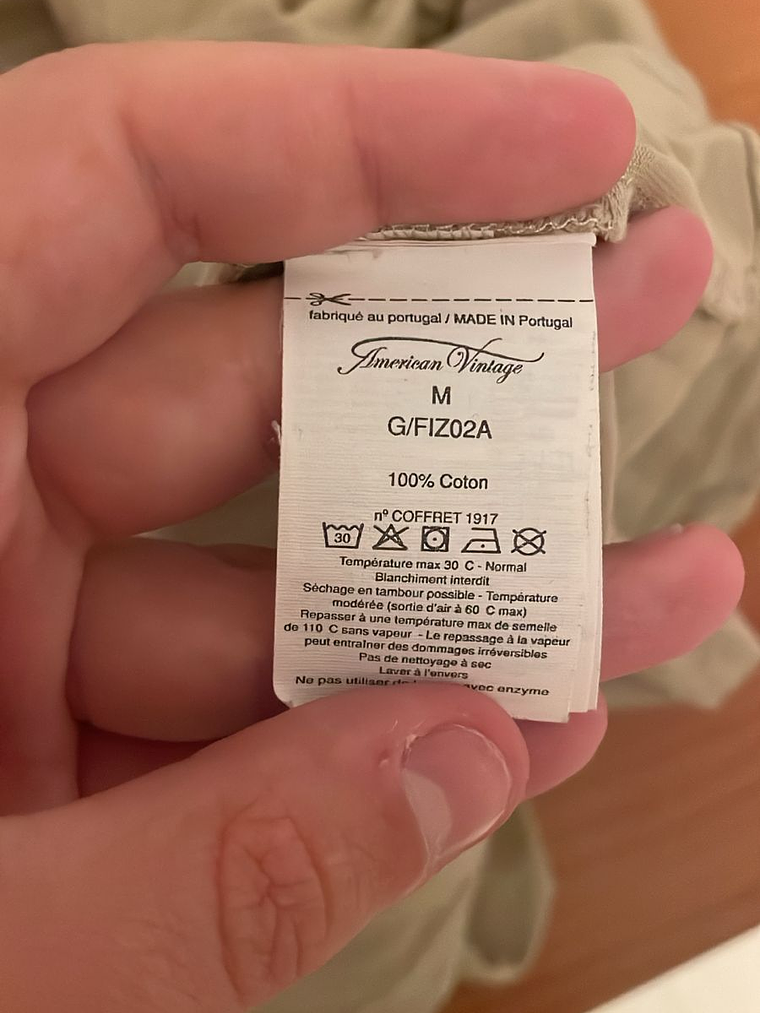 fabriqué au portugal / MADE IN Portugal
American Vintage
M
G/FIZ02A
100% Coton
nº COFFRET 1917
30
Température max 30 C - Normal
Blanchiment interdit
Séchage en tambour possible - Température
modérée (sortie d'air à 60 C max)
Repasser à une température max de semelle
de 110 C sans vapeur - Le repassage à la vapeur
peut entraîner des dommages irréversibles
Pas de nettoyage à sec
Laver à l'envers
Ne pas utiliser de avec enzyme